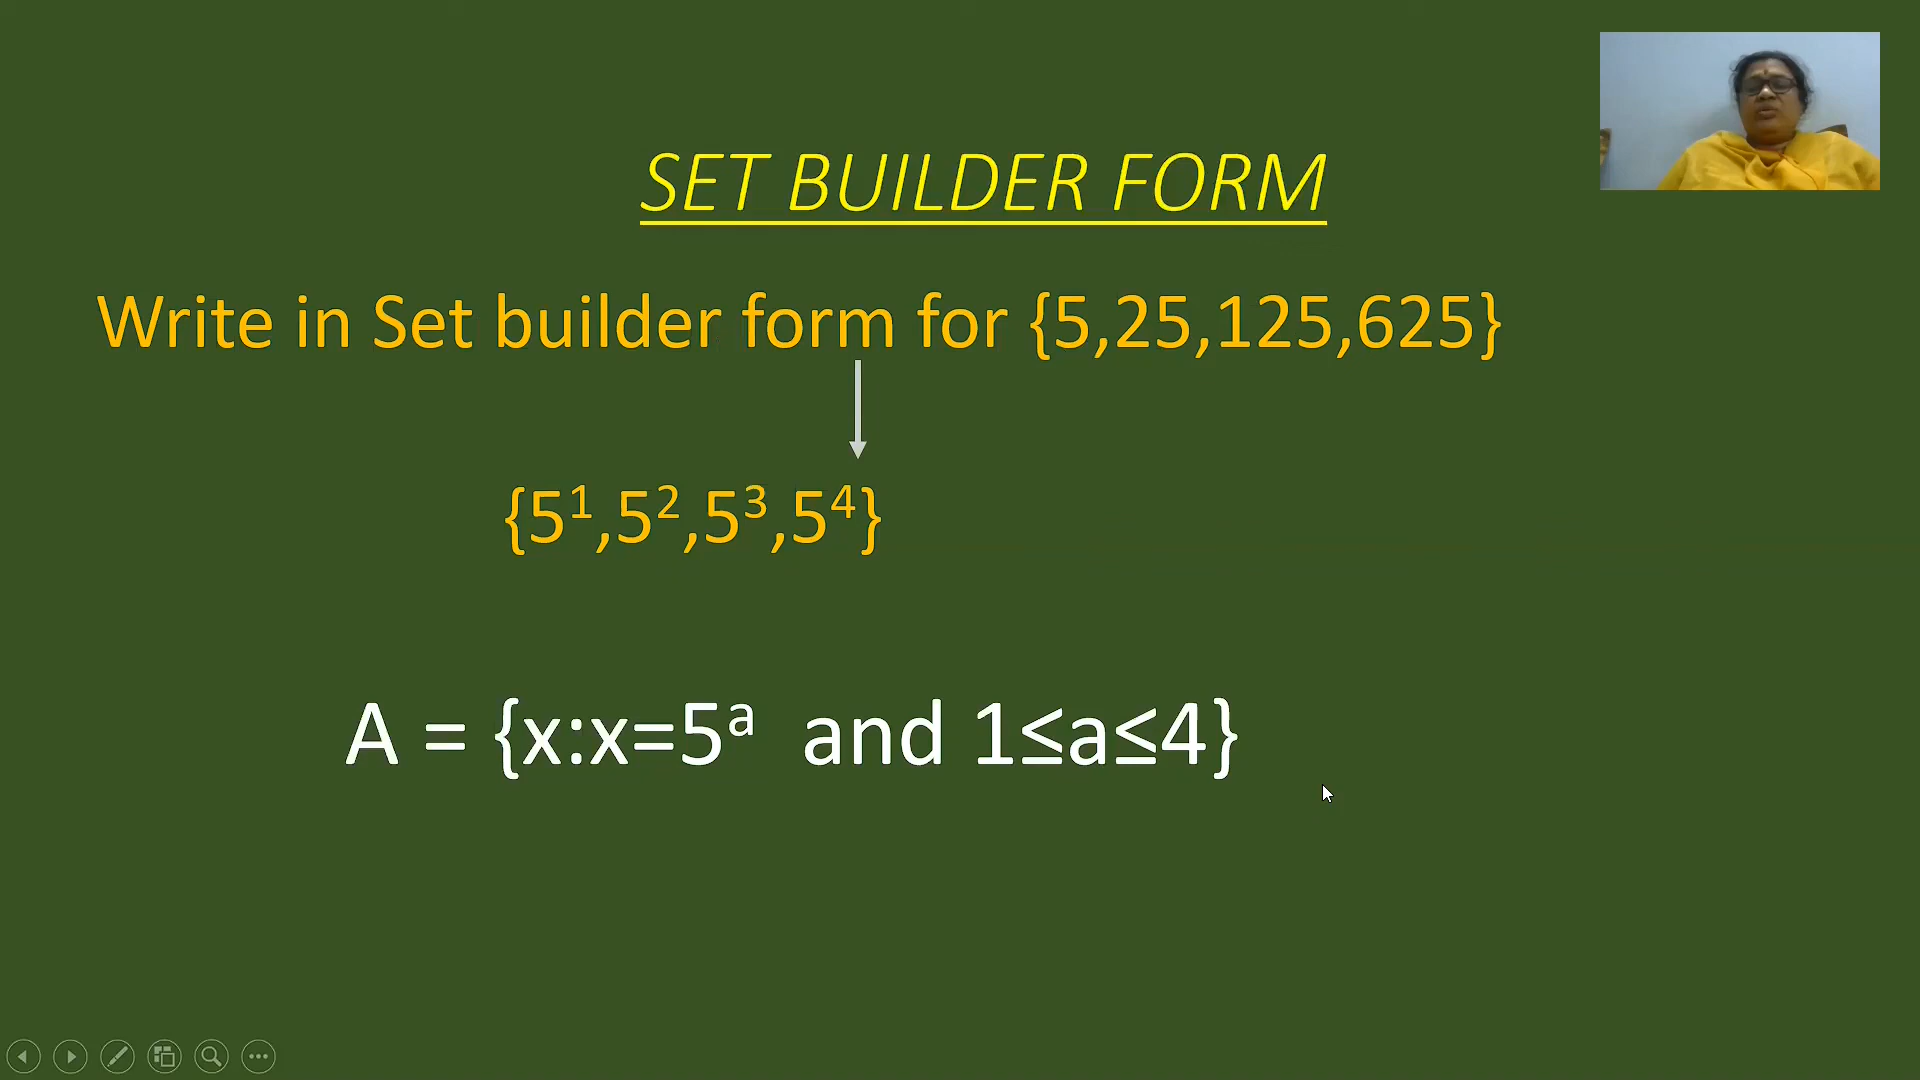 SET BUILDER FORM
Write in Set builder form for {5,25,125,625}
{5¹,5²,5³,5⁴}
A = {x:x=5ᵃ and 1≤a≤4}